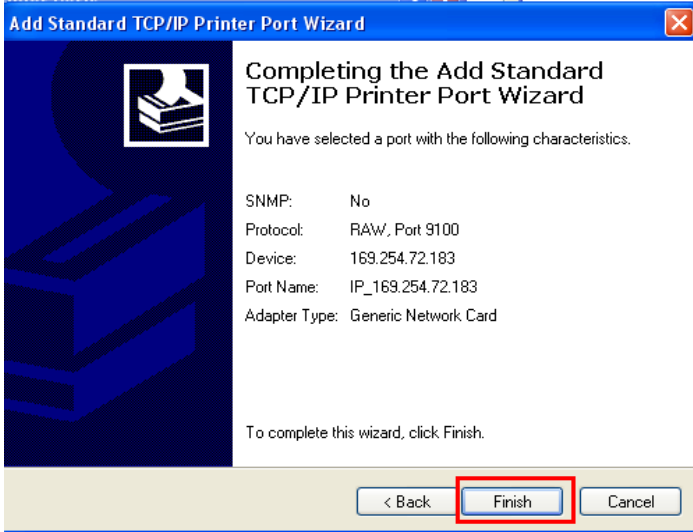 Add Standard TCP/IP Printer Port Wizard
Completing the Add Standard
TCP/IP Printer Port Wizard
You have selected a port with the following characteristics.
SNMP: No
Protocol: RAW, Port 9100
Device: 169.254.72.183
Port Name: IP_169.254.72.183
Adapter Type: Generic Network Card
To complete this wizard, click Finish.
< Back Finish Cancel